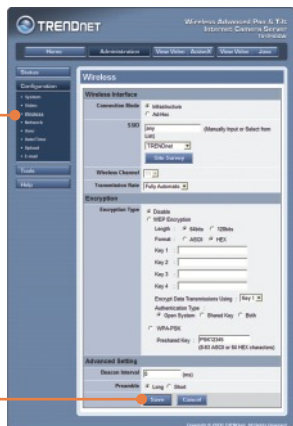 TRENDNET
Wireless Advanced Pan & Tilt
Internet Camera Server
Home
Administration
View Video - ActiveX
View Video - Java
Status
Configuration
System
Video
Wireless
Network
User
Date/Time
Upload
E-mail
Tools
Help
Wireless
Wireless Interface
Connection Mode
Infrastructure
Ad-Hoc
SSID
any
(Manually Input or Select from
List)
TRENDnet
Site Survey
Wireless Channel
11
Transmission Rate
Fully Automatic
Encryption
Encryption Type
Disable
WEP Encryption
Length : 64bits 128bits
Format : ASCII HEX
Key 1
Key 2
Key 3
Key 4
Encrypt Data Transmissions Using : Key 1
Authentication Type :
Open System Shared Key Both
WPA-PSK
Preshared Key : PSK12345
(8-63 ASCII or 64 HEX characters)
Advanced Setting
Beacon Interval
(ms)
Preamble
Long Short
Save
Cancel